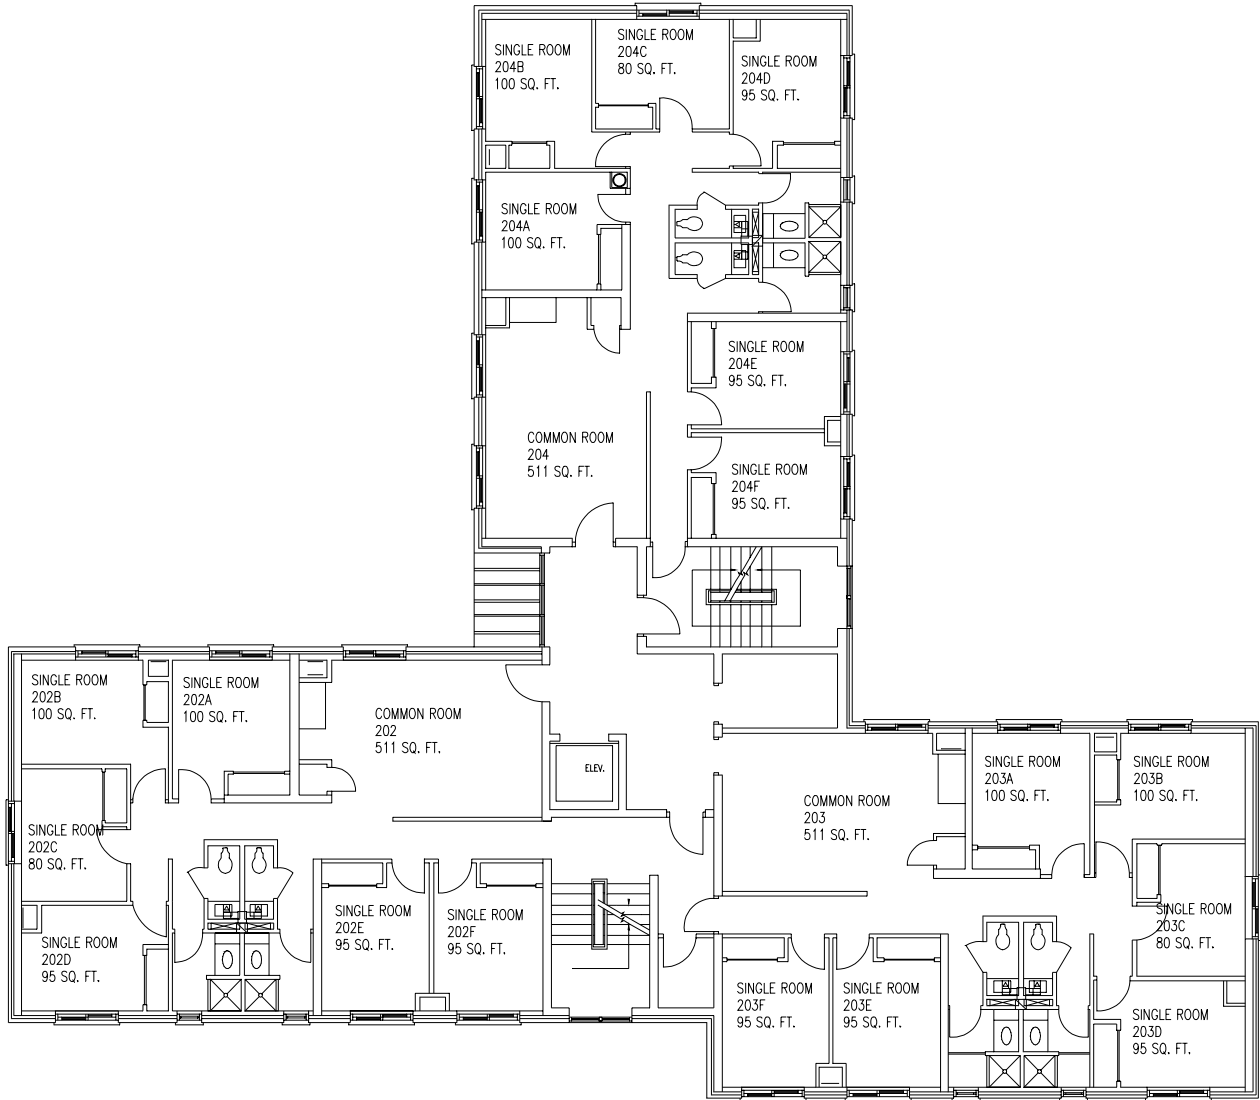 SINGLE ROOM
204B
100 SQ. FT.
SINGLE ROOM
204C
80 SQ. FT.
SINGLE ROOM
204D
95 SQ. FT.
SINGLE ROOM
204A
100 SQ. FT.
SINGLE ROOM
204E
95 SQ. FT.
COMMON ROOM
204
511 SQ. FT.
SINGLE ROOM
204F
95 SQ. FT.
SINGLE ROOM
202B
100 SQ. FT.
SINGLE ROOM
202A
100 SQ. FT.
COMMON ROOM
202
511 SQ. FT.
ELEV.
SINGLE ROOM
202C
80 SQ. FT.
SINGLE ROOM
202D
95 SQ. FT.
SINGLE ROOM
202E
95 SQ. FT.
SINGLE ROOM
202F
95 SQ. FT.
COMMON ROOM
203
511 SQ. FT.
SINGLE ROOM
203A
100 SQ. FT.
SINGLE ROOM
203B
100 SQ. FT.
SINGLE ROOM
203C
80 SQ. FT.
SINGLE ROOM
203F
95 SQ. FT.
SINGLE ROOM
203E
95 SQ. FT.
SINGLE ROOM
203D
95 SQ. FT.